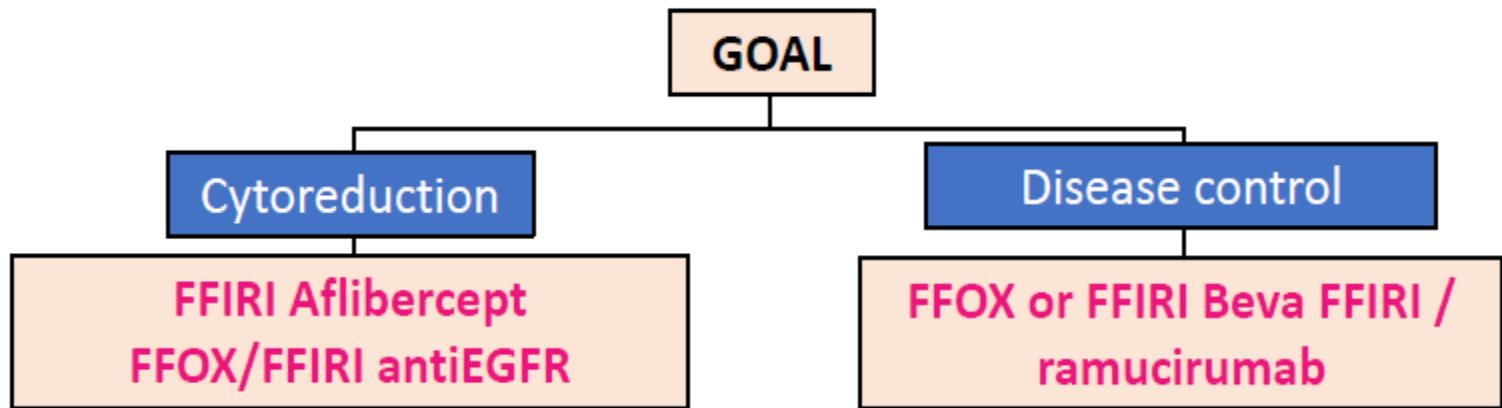 GOAL
Cytoreduction
Disease control
FFIRI Aflibercept
FFOX/FFIRI antiEGFR
FFOX or FFIRI Beva FFIRI /
ramucirumab